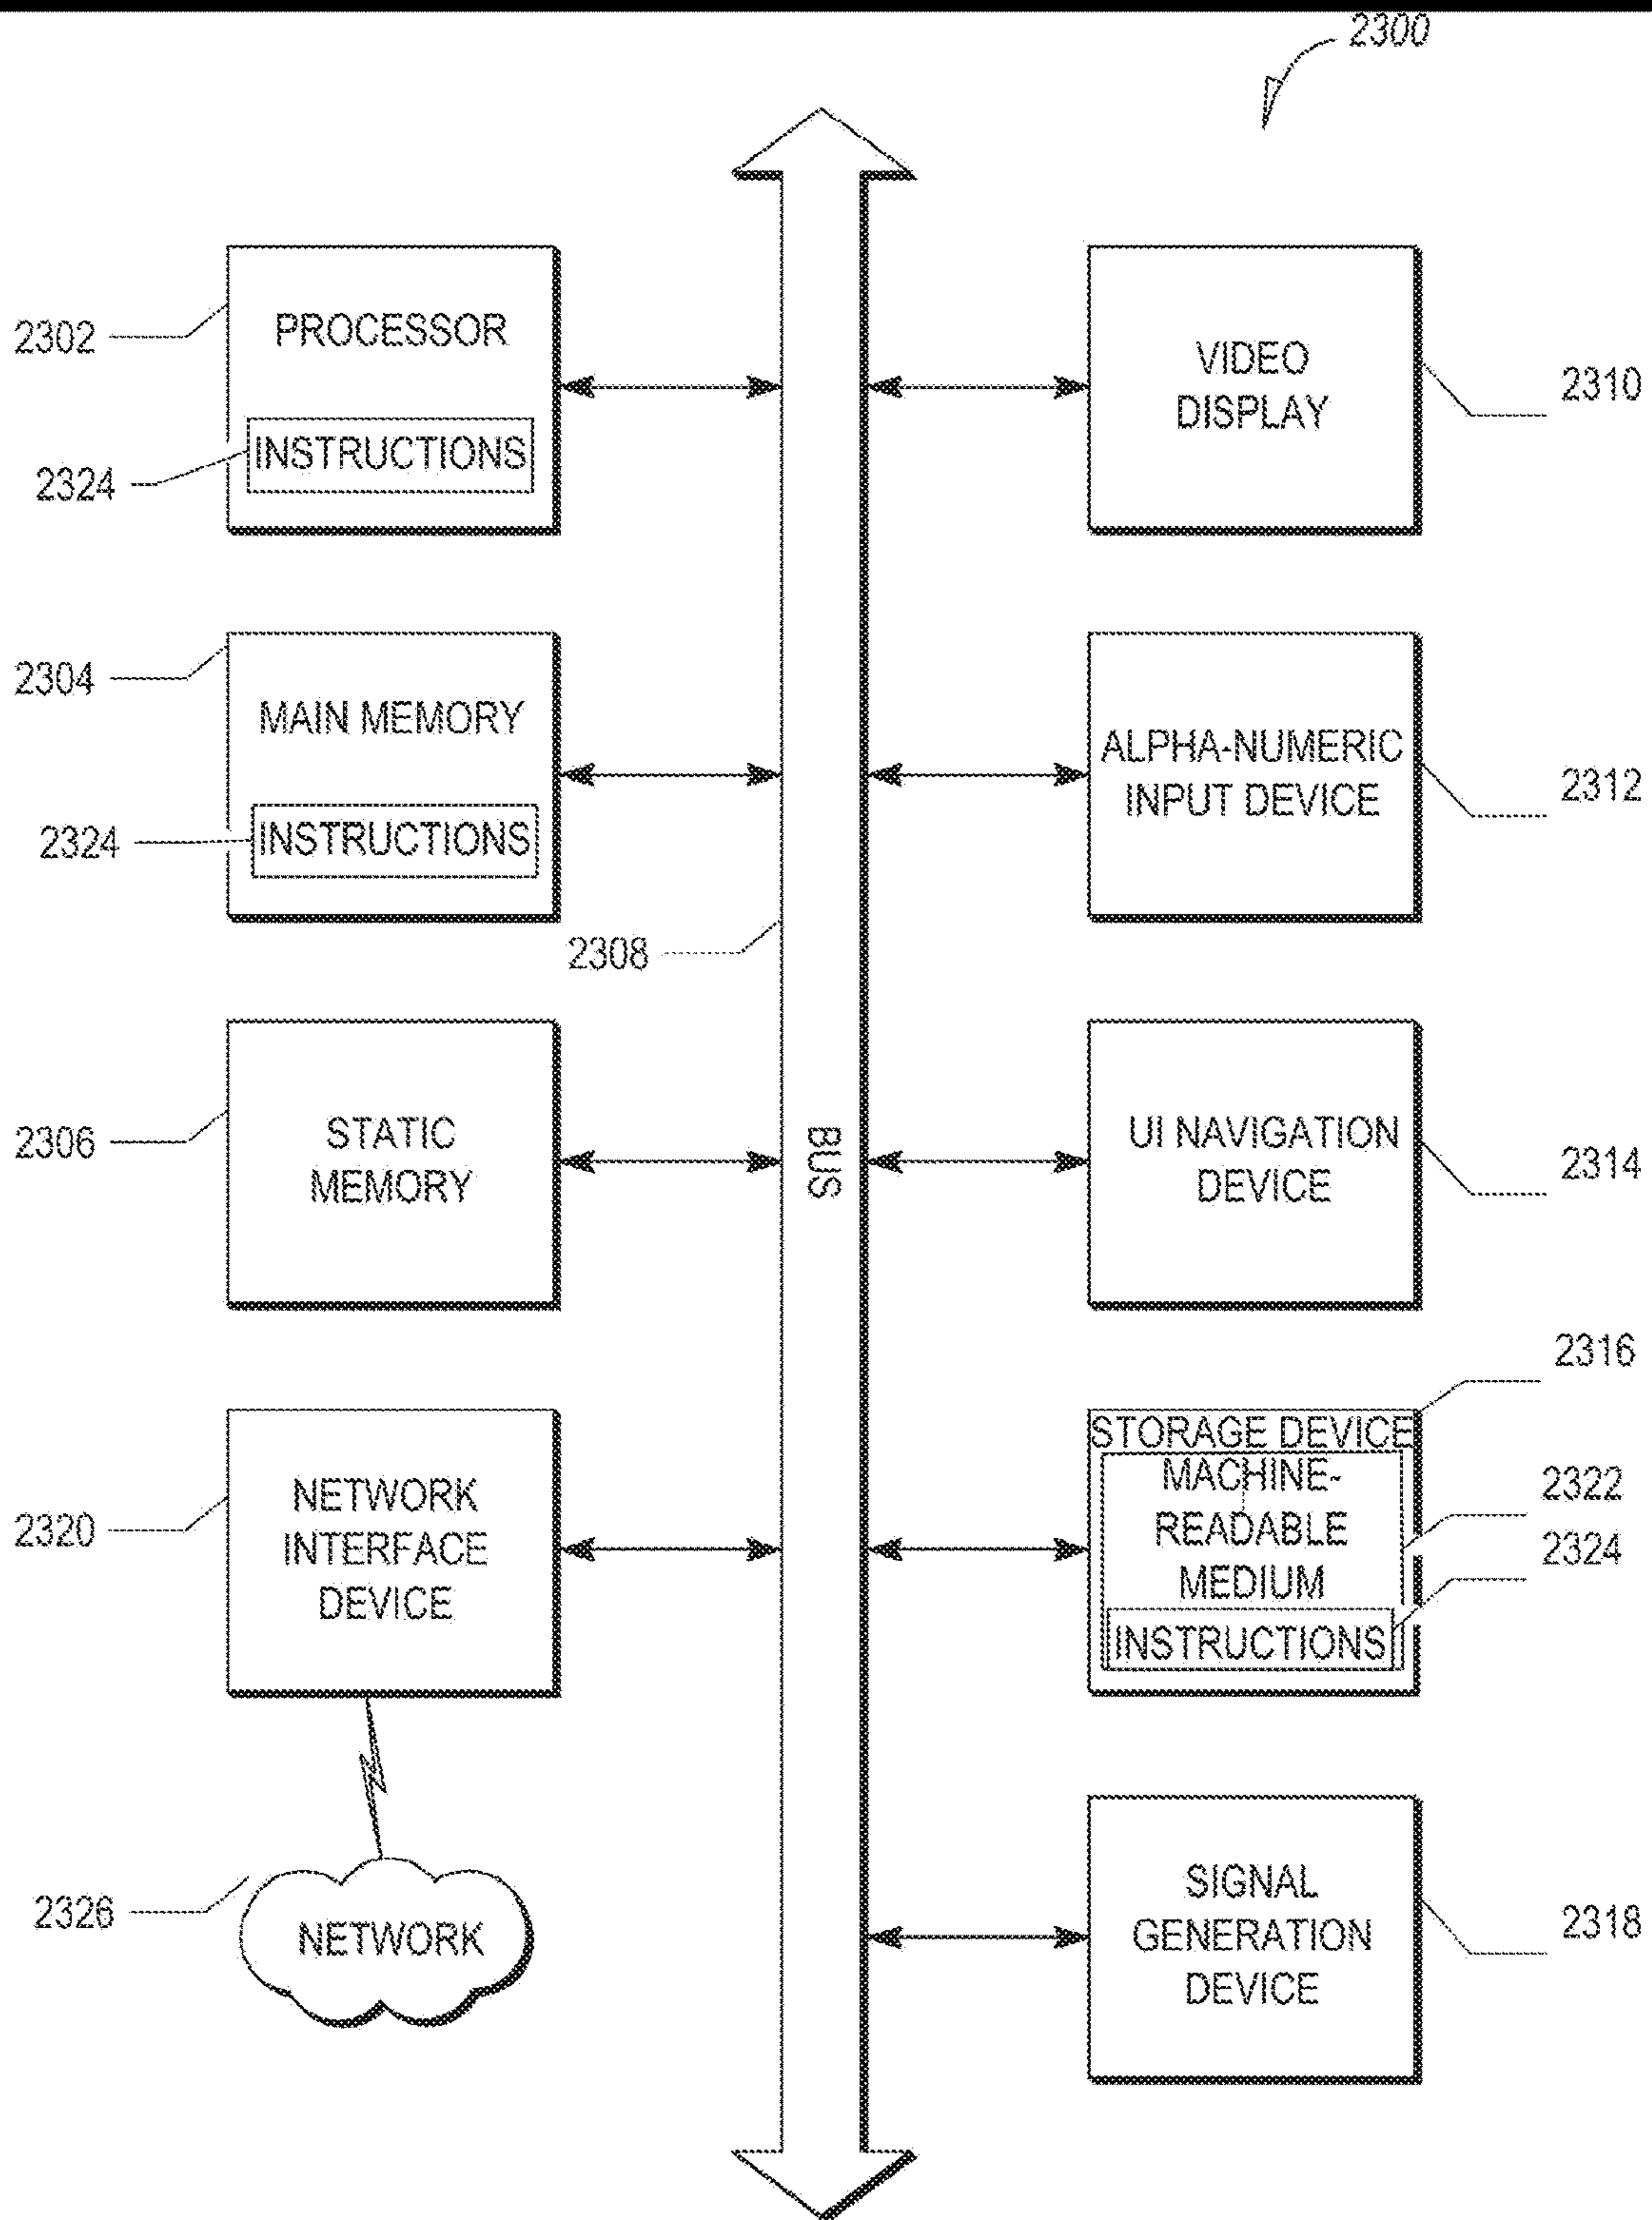 2300
2302
PROCESSOR
INSTRUCTIONS
2324
VIDEO
DISPLAY
2310
2304
MAIN MEMORY
2324
INSTRUCTIONS
2308
ALPHA-NUMERIC
INPUT DEVICE
2312
2306
STATIC
MEMORY
BUS
UI NAVIGATION
DEVICE
2314
2316
2320
NETWORK
INTERFACE
DEVICE
STORAGE DEVICE
MACHINE-
READABLE
MEDIUM
INSTRUCTIONS
2322
2324
2326
NETWORK
SIGNAL
GENERATION
DEVICE
2318